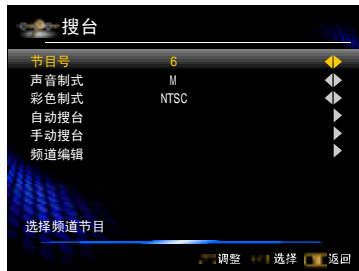 搜台
节目号 6
声音制式 M
彩色制式 NTSC
自动搜台
手动搜台
频道编辑
选择频道节目
调整 选择 返回